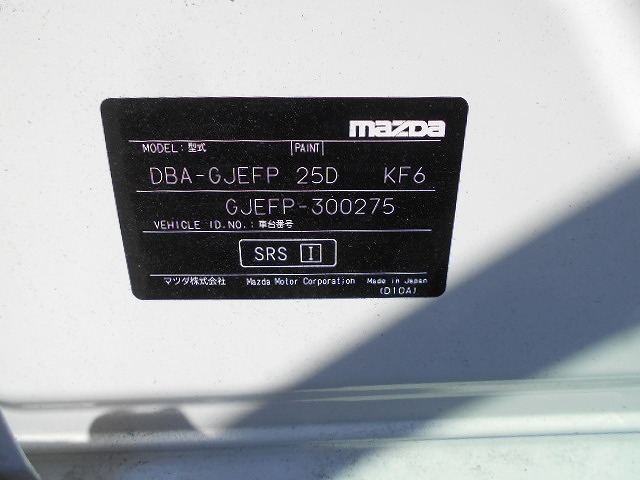 mazda
MODEL: 型式 PAINT
DBA-GJEFP 25D KF6
GJEFP-300275
VEHICLE ID.NO.: 車台番号
SRS I
マツダ株式会社 Mazda Motor Corporation Made in Japan
(D10A)